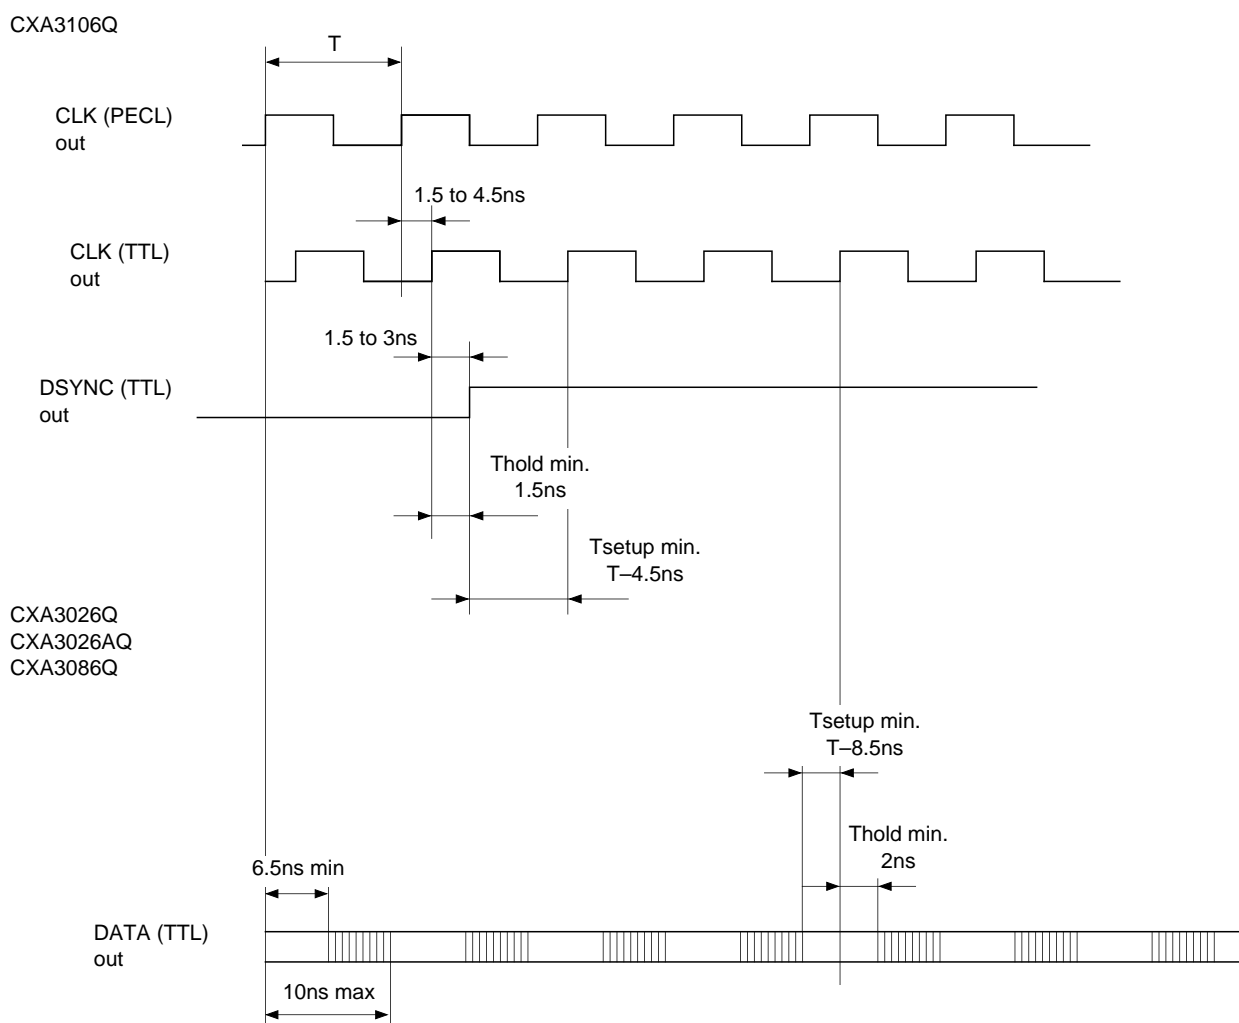 CXA3106Q
T
CLK (PECL)
out
1.5 to 4.5ns
CLK (TTL)
out
1.5 to 3ns
DSYNC (TTL)
out
Thold min.
1.5ns
Tsetup min.
T–4.5ns
CXA3026Q
CXA3026AQ
CXA3086Q
Tsetup min.
T–8.5ns
Thold min.
2ns
6.5ns min
DATA (TTL)
out
10ns max